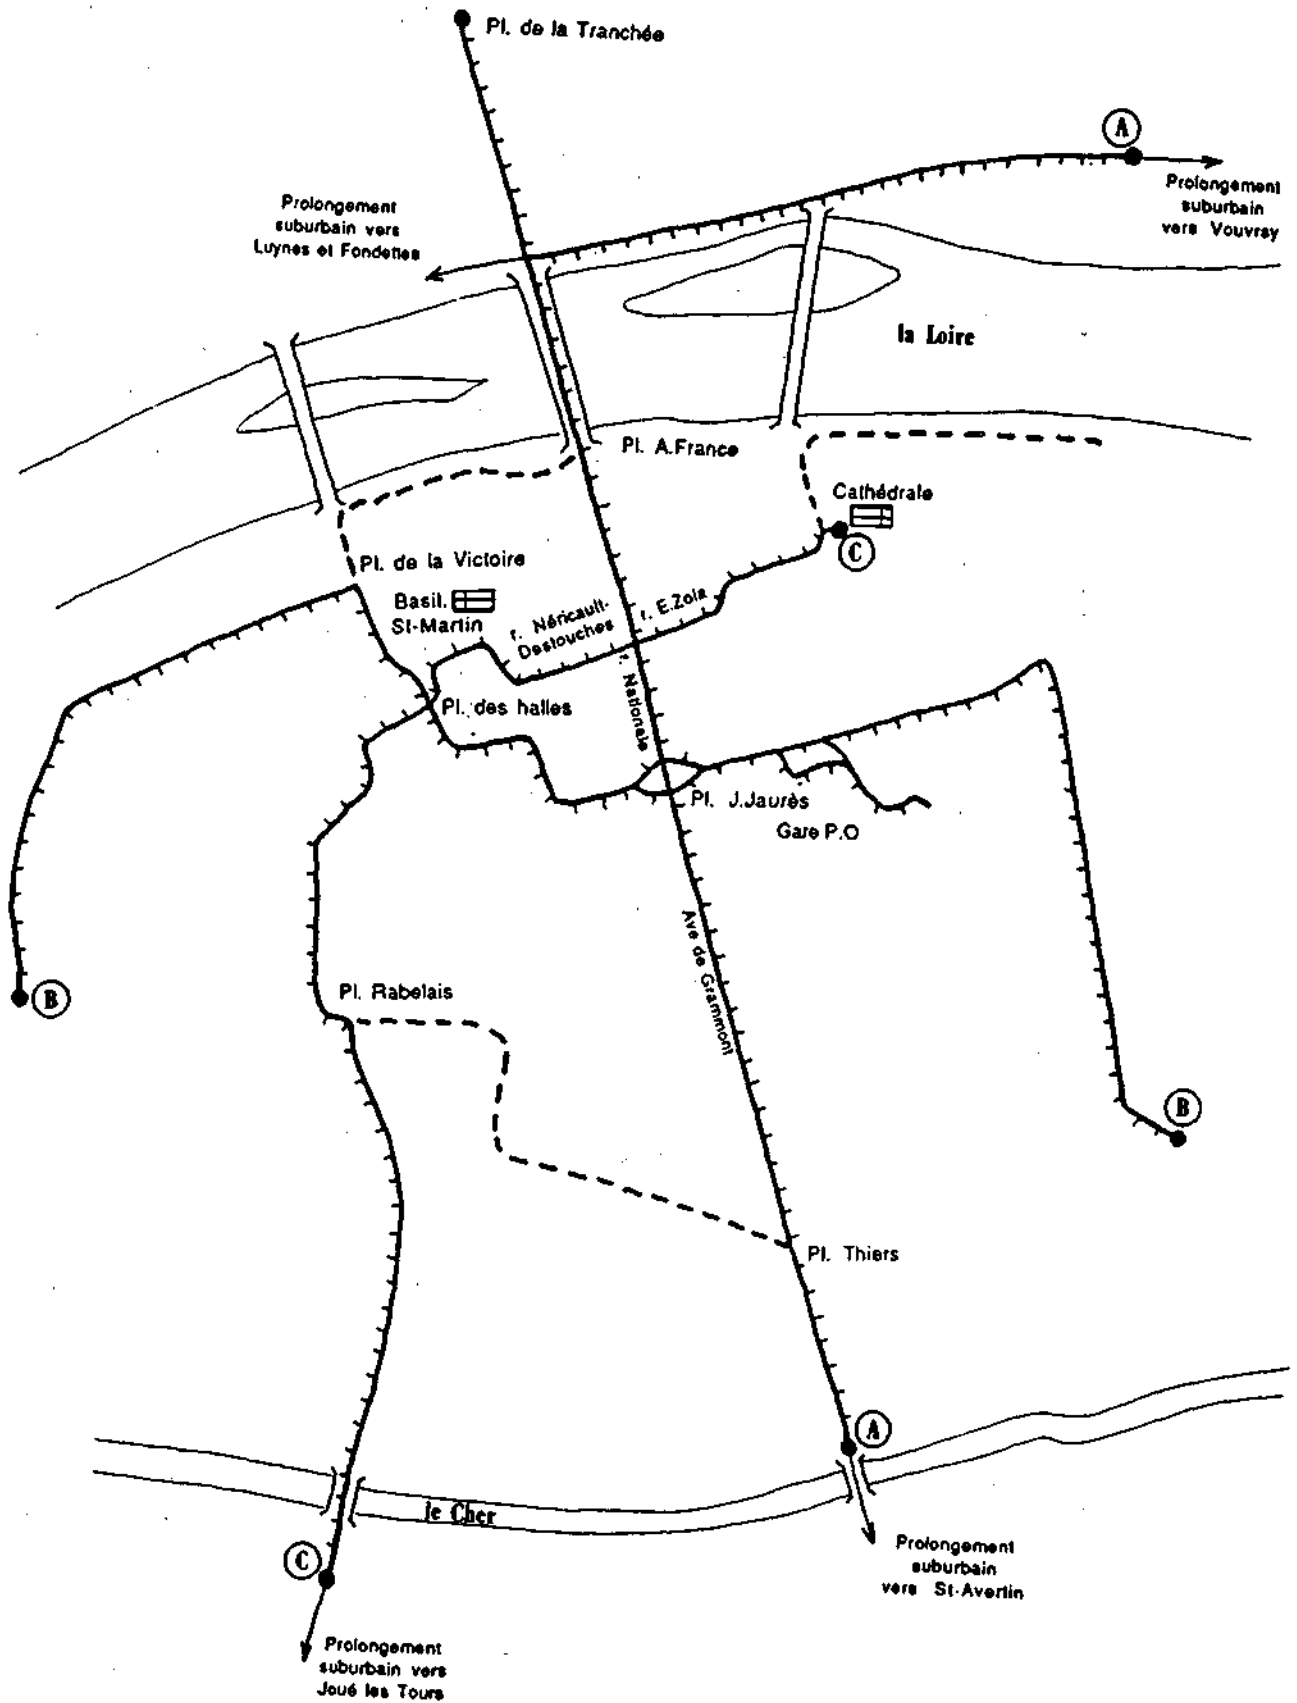 Pl. de la Tranchée
A
Prolongement
suburbain
vers Vouvray
Prolongement
suburbain vers
Luynes et Fondettes
la Loire
Pl. A.France
Cathédrale
C
Pl. de la Victoire
Basil.
St-Martin
r. Néricault-
Destouches
r. E.Zola
r. Nationale
Pl. des halles
Pl. J.Jaurès
Gare P.O
Ave de Grammont
B
Pl. Rabelais
B
Pl. Thiers
A
le Cher
C
Prolongement
suburbain
vers St-Avertin
Prolongement
suburbain vers
Joué les Tours